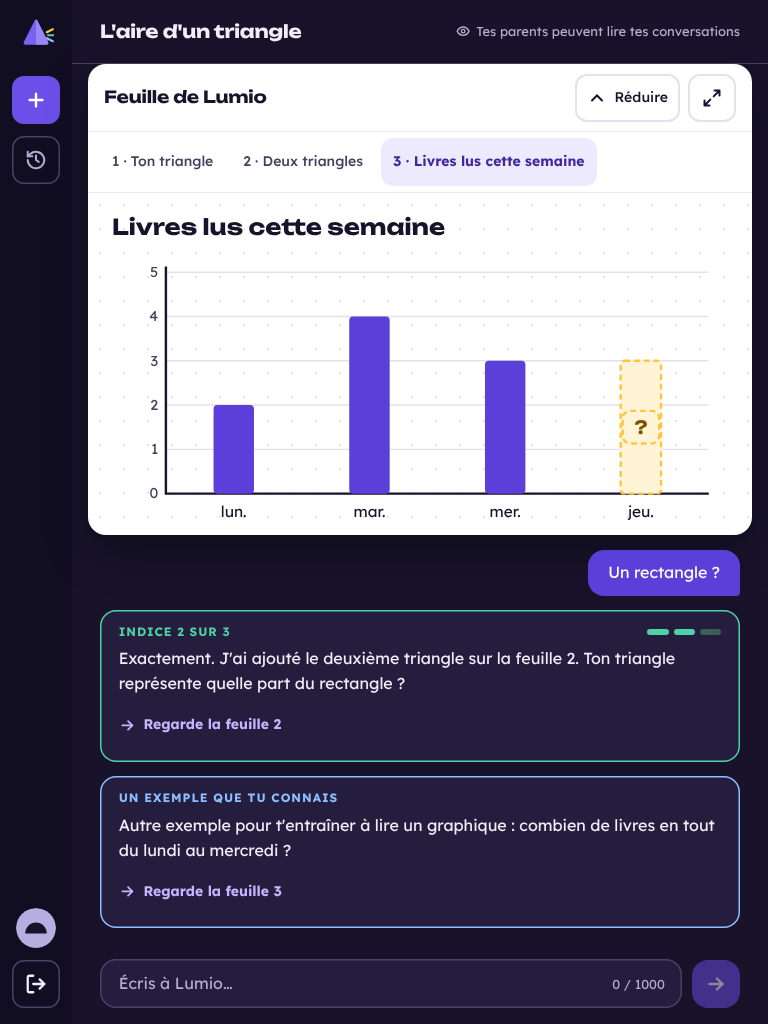 L'aire d'un triangle
Tes parents peuvent lire tes conversations
Feuille de Lumio
Réduire
1 · Ton triangle
2 · Deux triangles
3 · Livres lus cette semaine
Livres lus cette semaine
5
4
3
2
1
0
?
lun.
mar.
mer.
jeu.
Un rectangle ?
INDICE 2 SUR 3
Exactement. J'ai ajouté le deuxième triangle sur la feuille 2. Ton triangle
représente quelle part du rectangle ?
→ Regarde la feuille 2
UN EXEMPLE QUE TU CONNAIS
Autre exemple pour t'entraîner à lire un graphique : combien de livres en tout
du lundi au mercredi ?
→ Regarde la feuille 3
Écris à Lumio…
0 / 1000